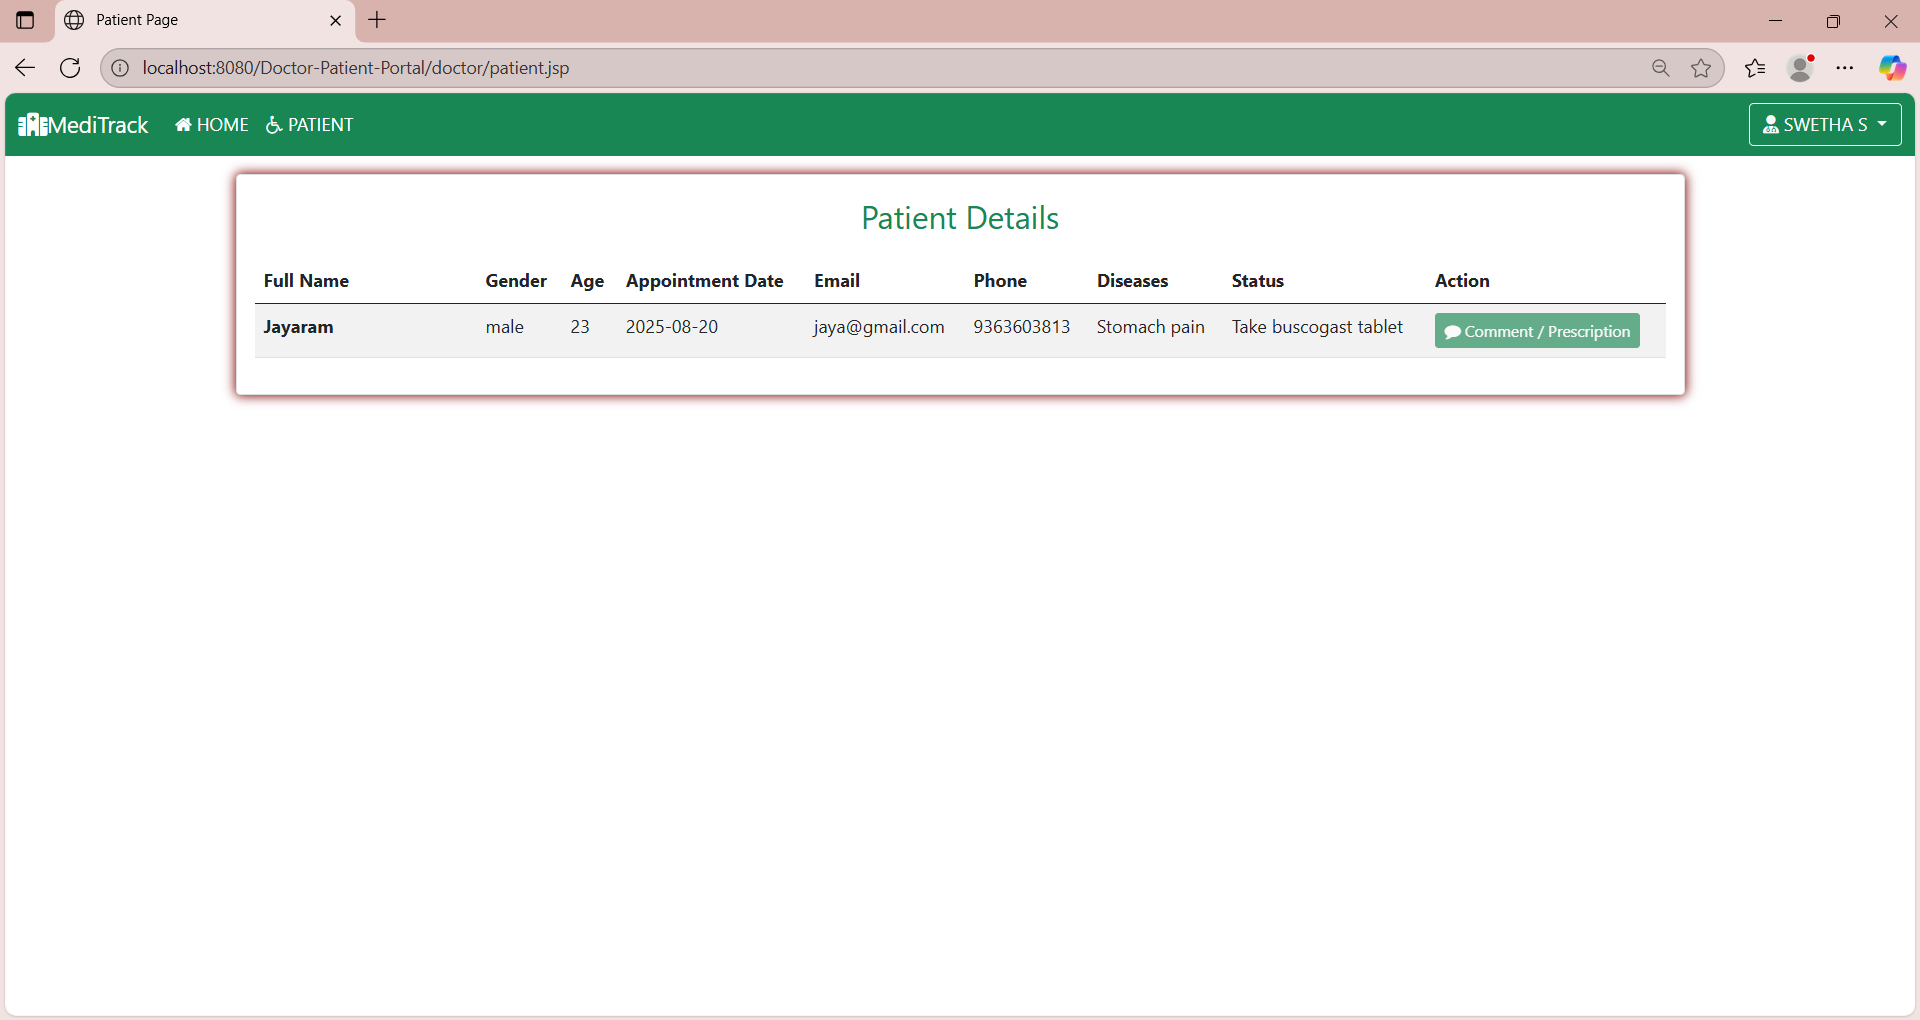 Patient Page
localhost:8080/Doctor-Patient-Portal/doctor/patient.jsp
MediTrack HOME PATIENT SWETHA S
Patient Details
Full Name Gender Age Appointment Date Email Phone Diseases Status Action
Jayaram male 23 2025-08-20 jaya@gmail.com 9363603813 Stomach pain Take buscogast tablet Comment / Prescription